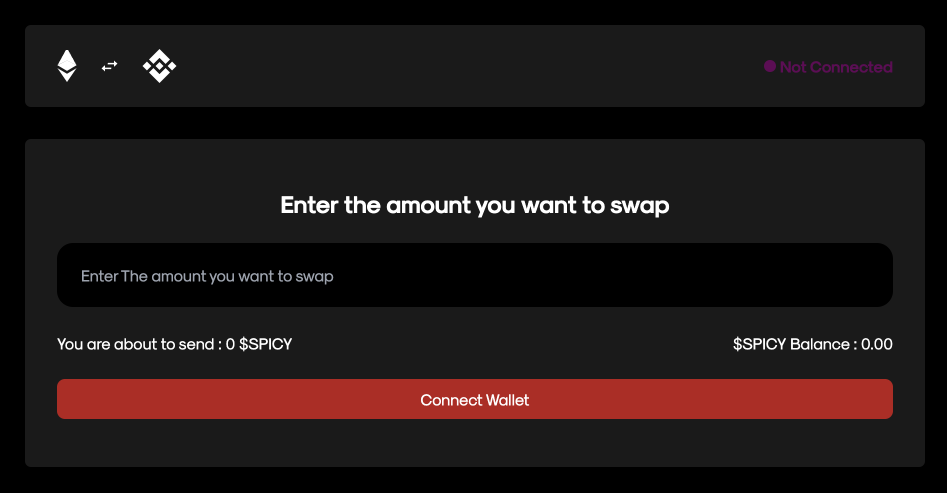 Not Connected
Enter the amount you want to swap
Enter The amount you want to swap
You are about to send : 0 $SPICY
$SPICY Balance : 0.00
Connect Wallet